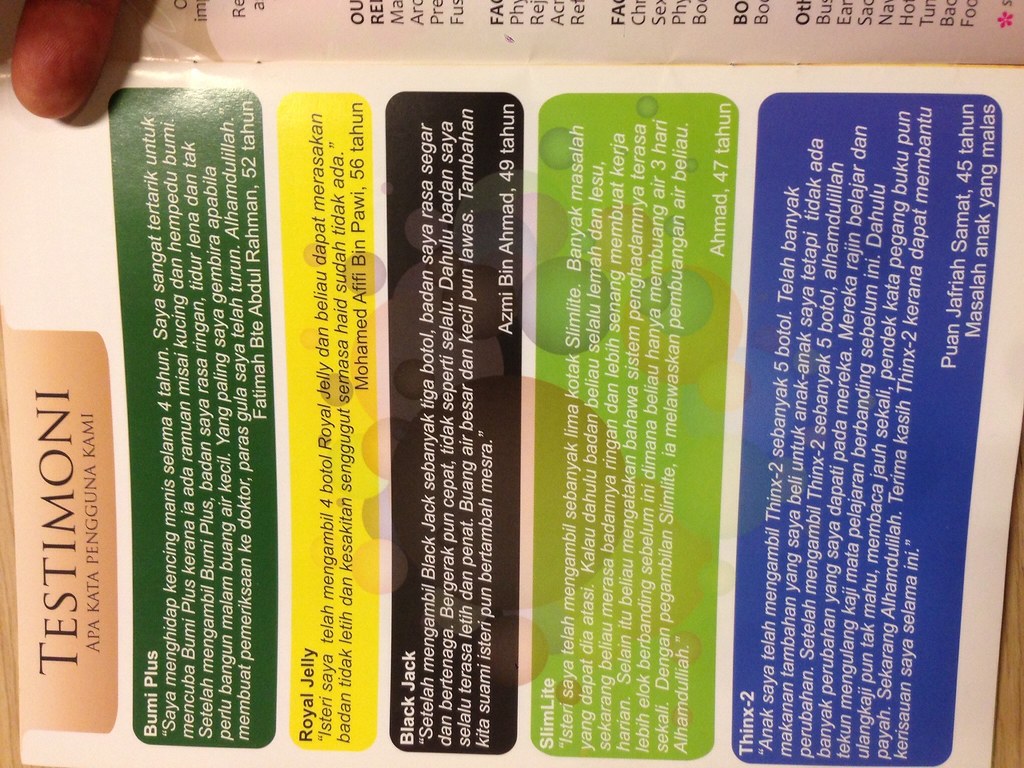 TESTIMONI
APA KATA PENGGUNA KAMI
Bumi Plus
"Saya menghidap kencing manis selama 4 tahun. Saya sangat tertarik untuk
mencuba Bumi Plus kerana ia ada ramuan misai kucing dan hempedu bumi.
Setelah mengambil Bumi Plus, badan saya rasa ringan, tidur lena dan tak
perlu bangun malam buang air kecil. Yang paling saya gembira apabila
membuat pemeriksaan ke doktor, paras gula saya telah turun. Alhamdulillah."
Fatimah Bte Abdul Rahman, 52 tahun
Royal Jelly
"Isteri saya telah mengambil 4 botol Royal Jelly dan beliau dapat merasakan
badan tidak letih dan kesakitan senggugut semasa haid sudah tidak ada."
Mohamed Afifi Bin Pawi, 56 tahun
Black Jack
"Setelah mengambil Black Jack sebanyak tiga botol, badan saya rasa segar
dan bertenaga. Bergerak pun cepat, tidak seperti selalu. Dahulu badan saya
selalu terasa letih dan penat. Buang air besar dan kecil pun lawas. Tambahan
kita suami isteri pun bertambah mesra."
Azmi Bin Ahmad, 49 tahun
SlimLite
"Isteri saya telah mengambil sebanyak lima kotak Slimlite. Banyak masalah
yang dapat dia atasi. Kalau dahulu badan beliau selalu lemah dan lesu,
sekarang beliau merasa badannya ringan dan lebih senang membuat kerja
harian. Selain itu beliau mengatakan bahawa sistem penghadamnya terasa
lebih elok berbanding sebelum ini dimana beliau hanya membuang air 3 hari
sekali. Dengan pegambilan Slimlite, ia melawaskan pembuangan air beliau.
Alhamdulillah."
Ahmad, 47 tahun
Thinx-2
"Anak saya telah mengambil Thinx-2 sebanyak 5 botol. Telah banyak
makanan tambahan yang saya beli untuk anak-anak saya tetapi tidak ada
perubahan. Setelah mengambil Thinx-2 sebanyak 5 botol, alhamdulillah
banyak perubahan yang saya dapati pada mereka. Mereka rajin belajar dan
tekun mengulang kaji mata pelajaran berbanding sebelum ini. Dahulu
ulangkaji pun tak mahu, membaca jauh sekali, pendek kata pegang buku pun
payah. Sekarang Alhamdulillah. Terima kasih Thinx-2 kerana dapat membantu
kerisauan saya selama ini."
Puan Jafriah Samat, 45 tahun
Masalah anak yang malas